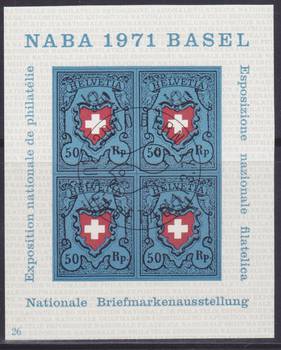 NABA 1971 BASEL
Exposition nationale de philatélie
HELVETIA
50 Rp.
HELVETIA
50 Rp.
HELVETIA
50 Rp.
HELVETIA
50 Rp.
Esposizione nazionale filatelica
Nationale Briefmarkenausstellung
26